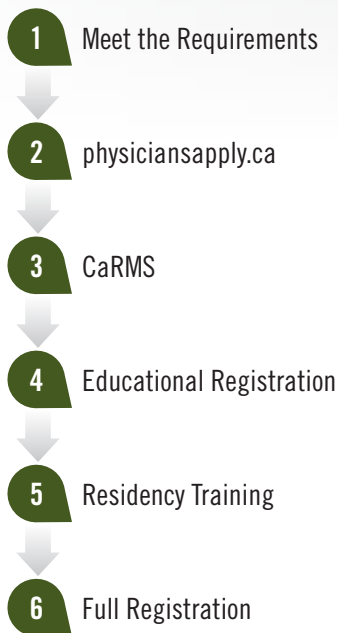 1 Meet the Requirements
2 physiciansapply.ca
3 CaRMS
4 Educational Registration
5 Residency Training
6 Full Registration